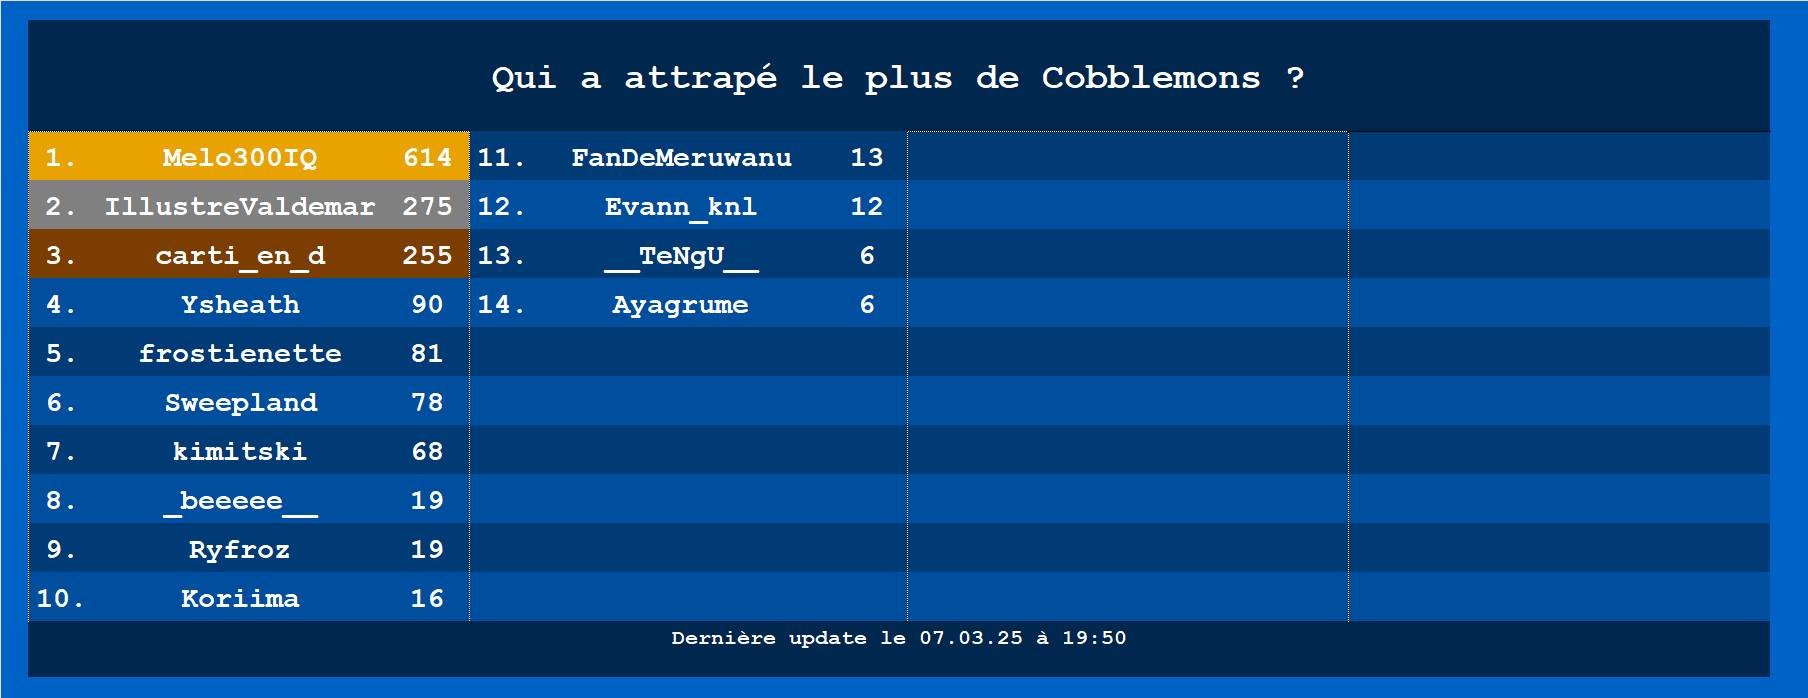 Qui a attrapé le plus de Cobblemons ?
1. Melo300IQ 614
2. IllustreValdemar 275
3. carti_en_d 255
4. Ysheath 90
5. frostienette 81
6. Sweepland 78
7. kimitski 68
8. _beeeee__ 19
9. Ryfroz 19
10. Koriima 16
11. FanDeMeruwanu 13
12. Evann_knl 12
13. __TeNgU__ 6
14. Ayagrume 6
Dernière update le 07.03.25 à 19:50